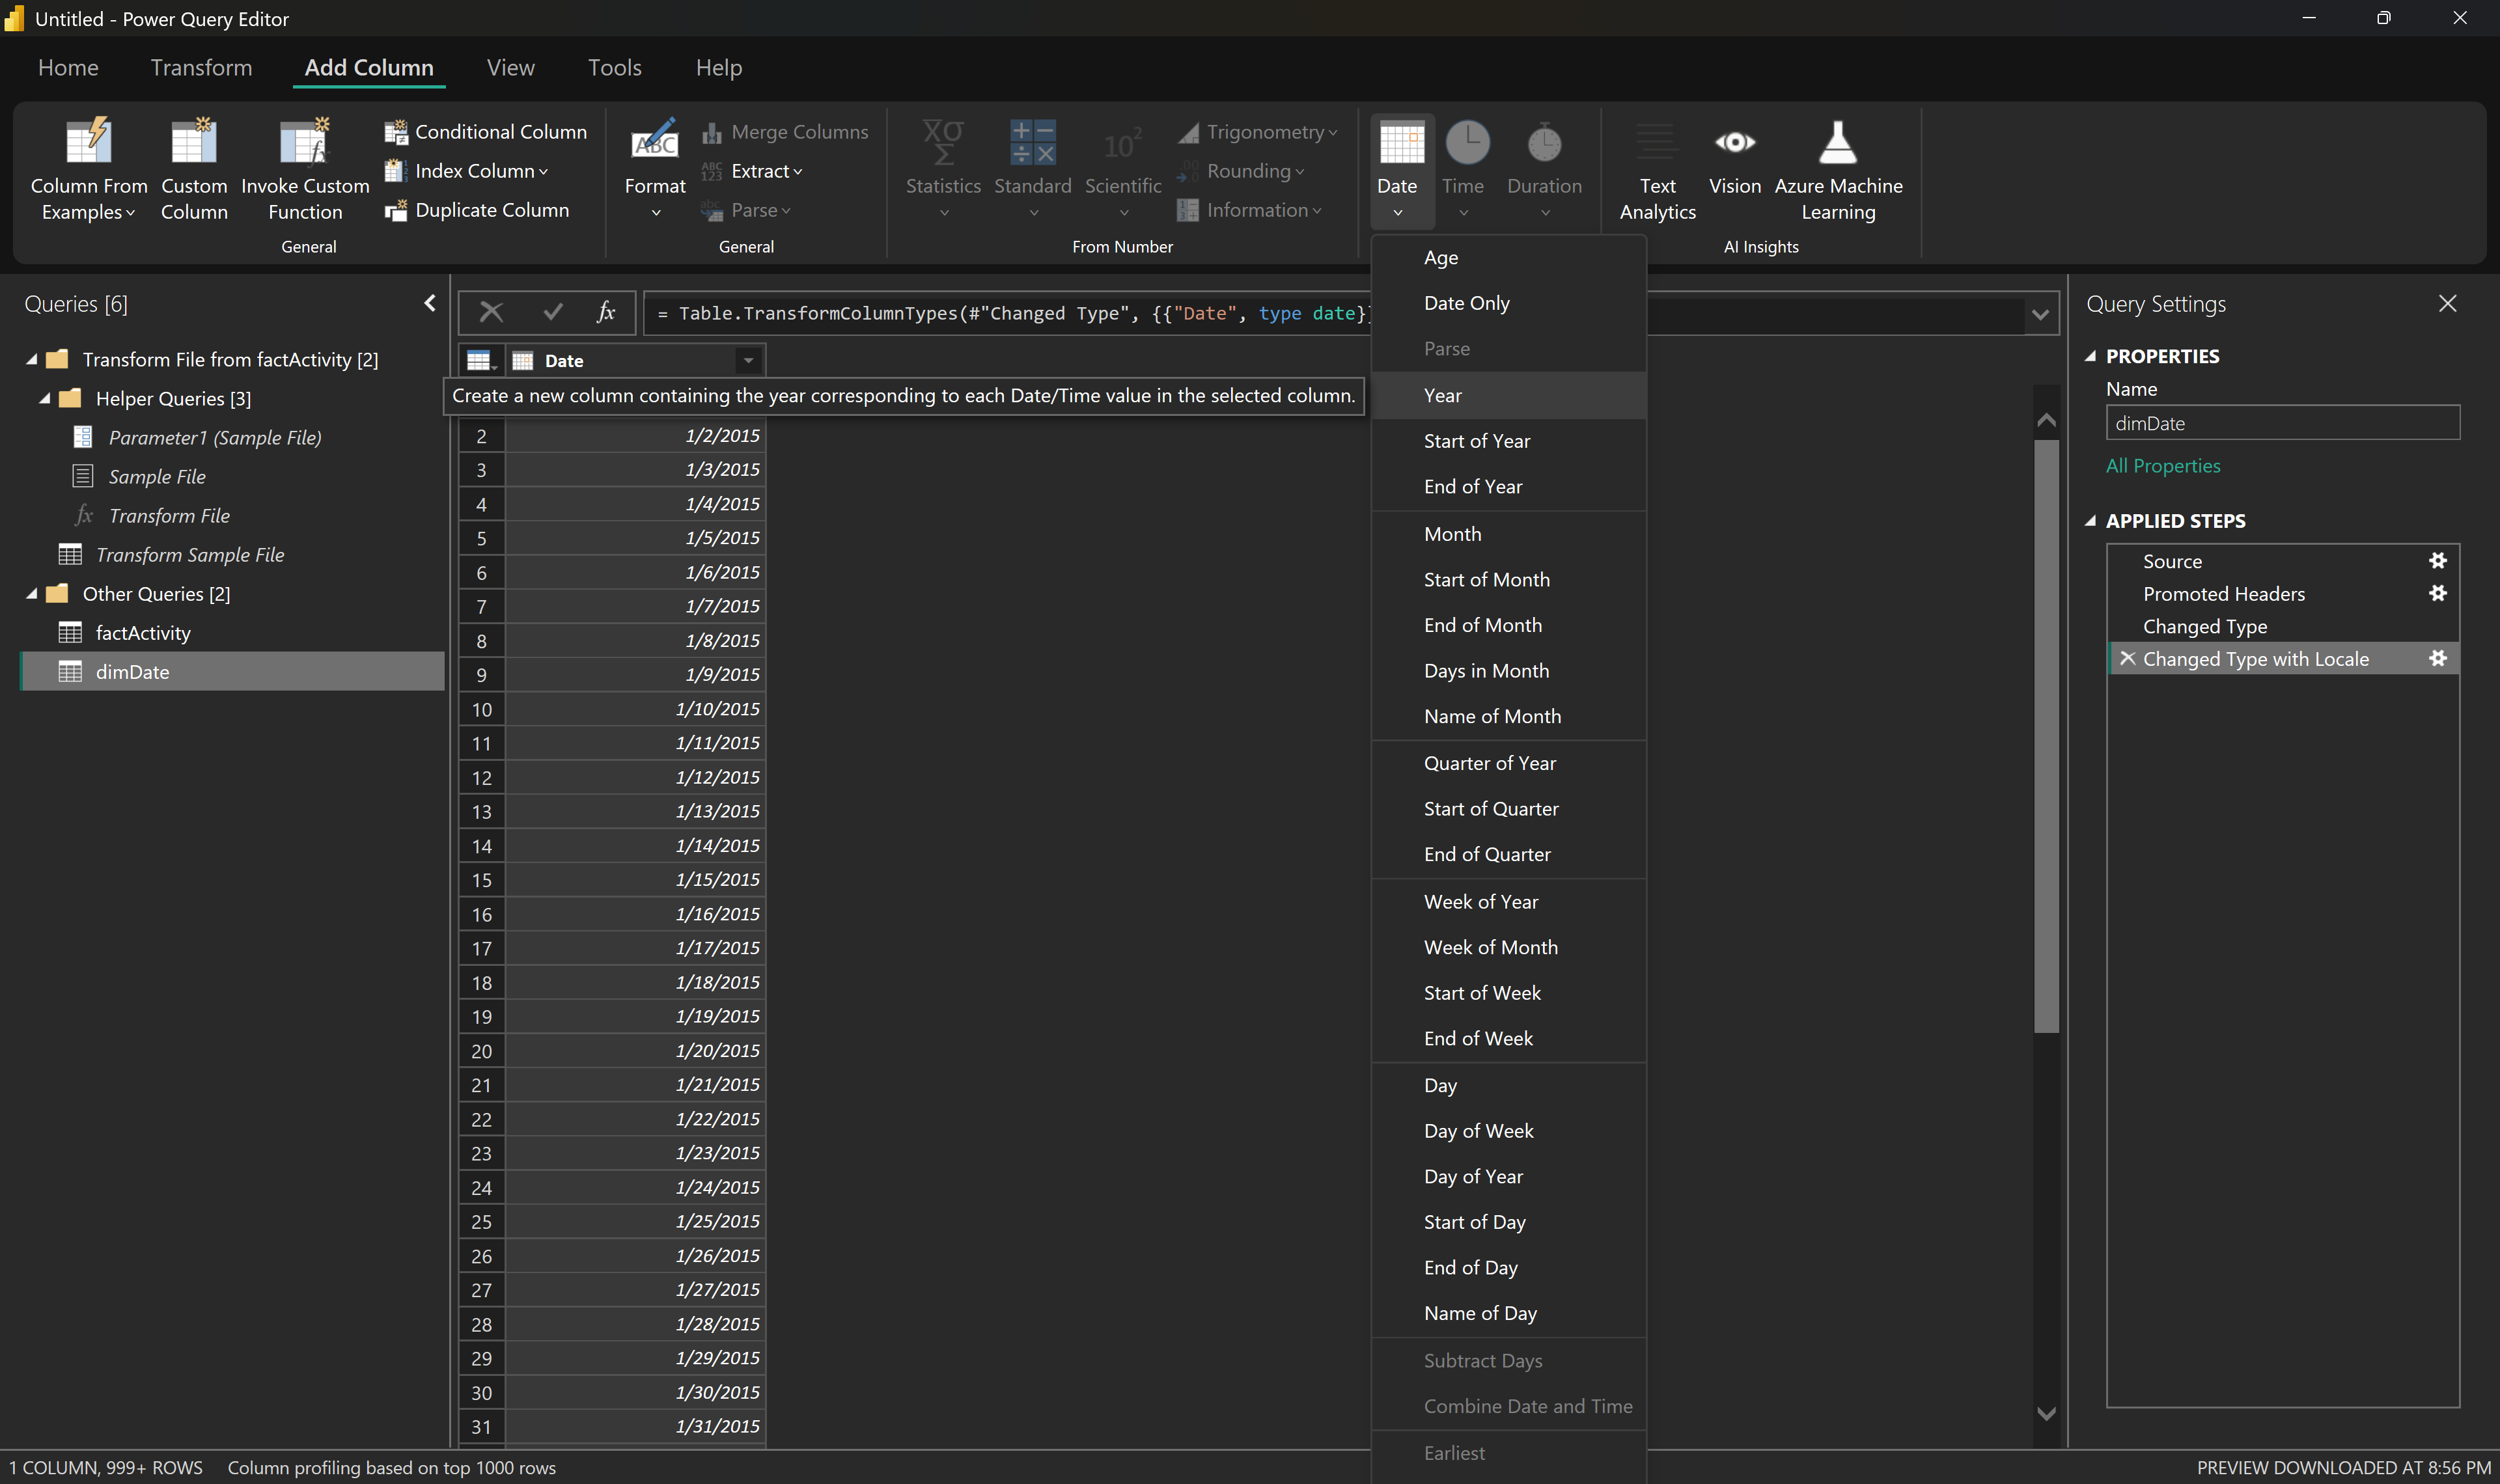 Untitled - Power Query Editor
Home Transform Add Column View Tools Help
Column From Examples
Custom Column
Invoke Custom Function
Conditional Column
Index Column
Duplicate Column
General
ABC
Format
Merge Columns
ABC 123 Extract
abc Parse
General
XΣσ
Statistics
Standard
10²
Scientific
Trigonometry
Rounding
Information
From Number
Date
Time
Duration
Text Analytics
Vision
Azure Machine Learning
AI Insights
Queries [6]
Transform File from factActivity [2]
Helper Queries [3]
Parameter1 (Sample File)
Sample File
fx Transform File
Transform Sample File
Other Queries [2]
factActivity
dimDate
fx
= Table.TransformColumnTypes(#"Changed Type", {{"Date", type date}}
Date
Create a new column containing the year corresponding to each Date/Time value in the selected column.
2 1/2/2015
3 1/3/2015
4 1/4/2015
5 1/5/2015
6 1/6/2015
7 1/7/2015
8 1/8/2015
9 1/9/2015
10 1/10/2015
11 1/11/2015
12 1/12/2015
13 1/13/2015
14 1/14/2015
15 1/15/2015
16 1/16/2015
17 1/17/2015
18 1/18/2015
19 1/19/2015
20 1/20/2015
21 1/21/2015
22 1/22/2015
23 1/23/2015
24 1/24/2015
25 1/25/2015
26 1/26/2015
27 1/27/2015
28 1/28/2015
29 1/29/2015
30 1/30/2015
31 1/31/2015
Age
Date Only
Parse
Year
Start of Year
End of Year
Month
Start of Month
End of Month
Days in Month
Name of Month
Quarter of Year
Start of Quarter
End of Quarter
Week of Year
Week of Month
Start of Week
End of Week
Day
Day of Week
Day of Year
Start of Day
End of Day
Name of Day
Subtract Days
Combine Date and Time
Earliest
Query Settings
PROPERTIES
Name
dimDate
All Properties
APPLIED STEPS
Source
Promoted Headers
Changed Type
Changed Type with Locale
1 COLUMN, 999+ ROWS Column profiling based on top 1000 rows
PREVIEW DOWNLOADED AT 8:56 PM